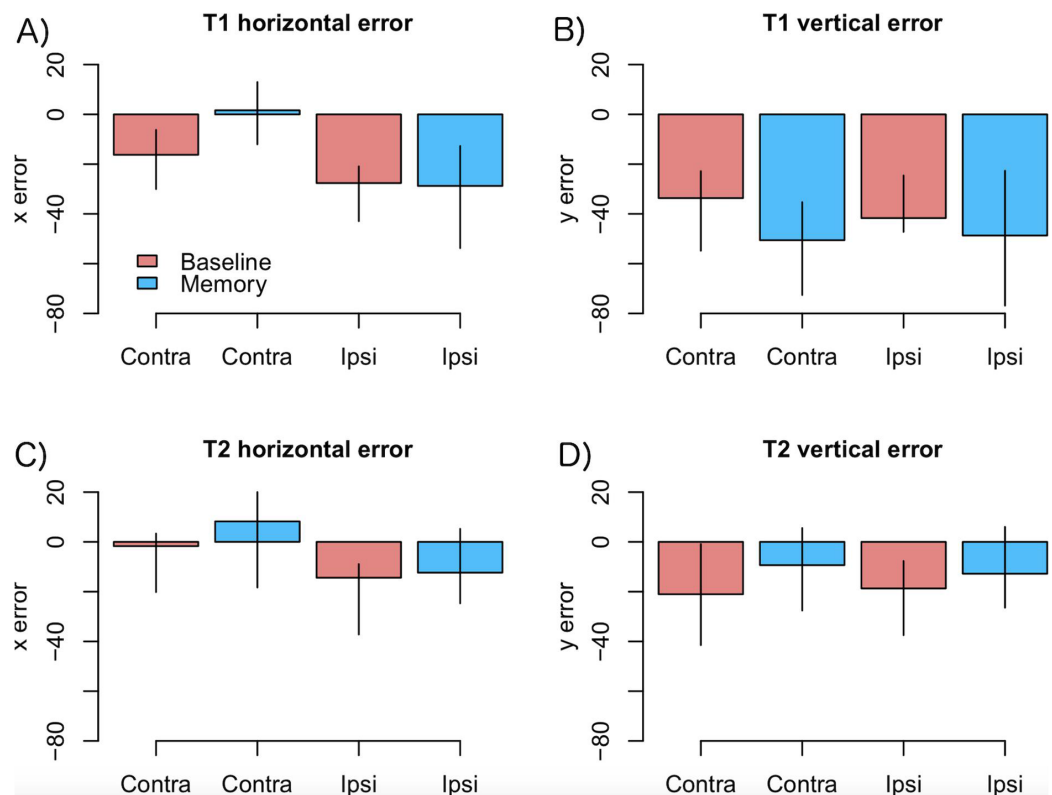 A)
T1 horizontal error
x error
20
0
−40
−80
Baseline
Memory
Contra
Contra
Ipsi
Ipsi
B)
T1 vertical error
y error
20
0
−40
−80
Contra
Contra
Ipsi
Ipsi
C)
T2 horizontal error
x error
20
0
−40
−80
Contra
Contra
Ipsi
Ipsi
D)
T2 vertical error
y error
20
0
−40
−80
Contra
Contra
Ipsi
Ipsi